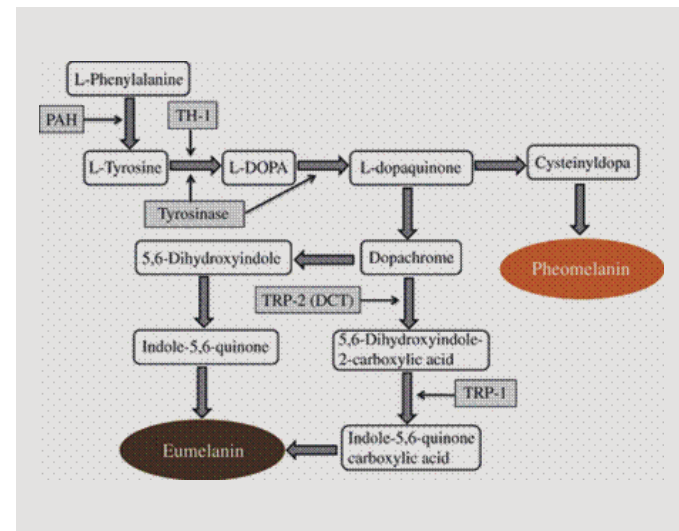 L-Phenylalanine
PAH
TH-1
L-Tyrosine
L-DOPA
L-dopaquinone
Cysteinyldopa
Tyrosinase
5,6-Dihydroxyindole
Dopachrome
Pheomelanin
TRP-2 (DCT)
Indole-5,6-quinone
5,6-Dihydroxyindole-
2-carboxylic acid
TRP-1
Eumelanin
Indole-5,6-quinone
carboxylic acid